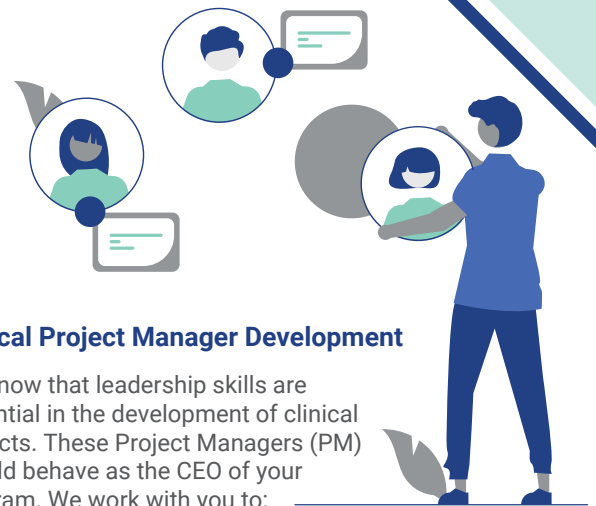 cal Project Manager Development
now that leadership skills are
ntial in the development of clinical
cts. These Project Managers (PM)
ld behave as the CEO of your
ram. We work with you to: